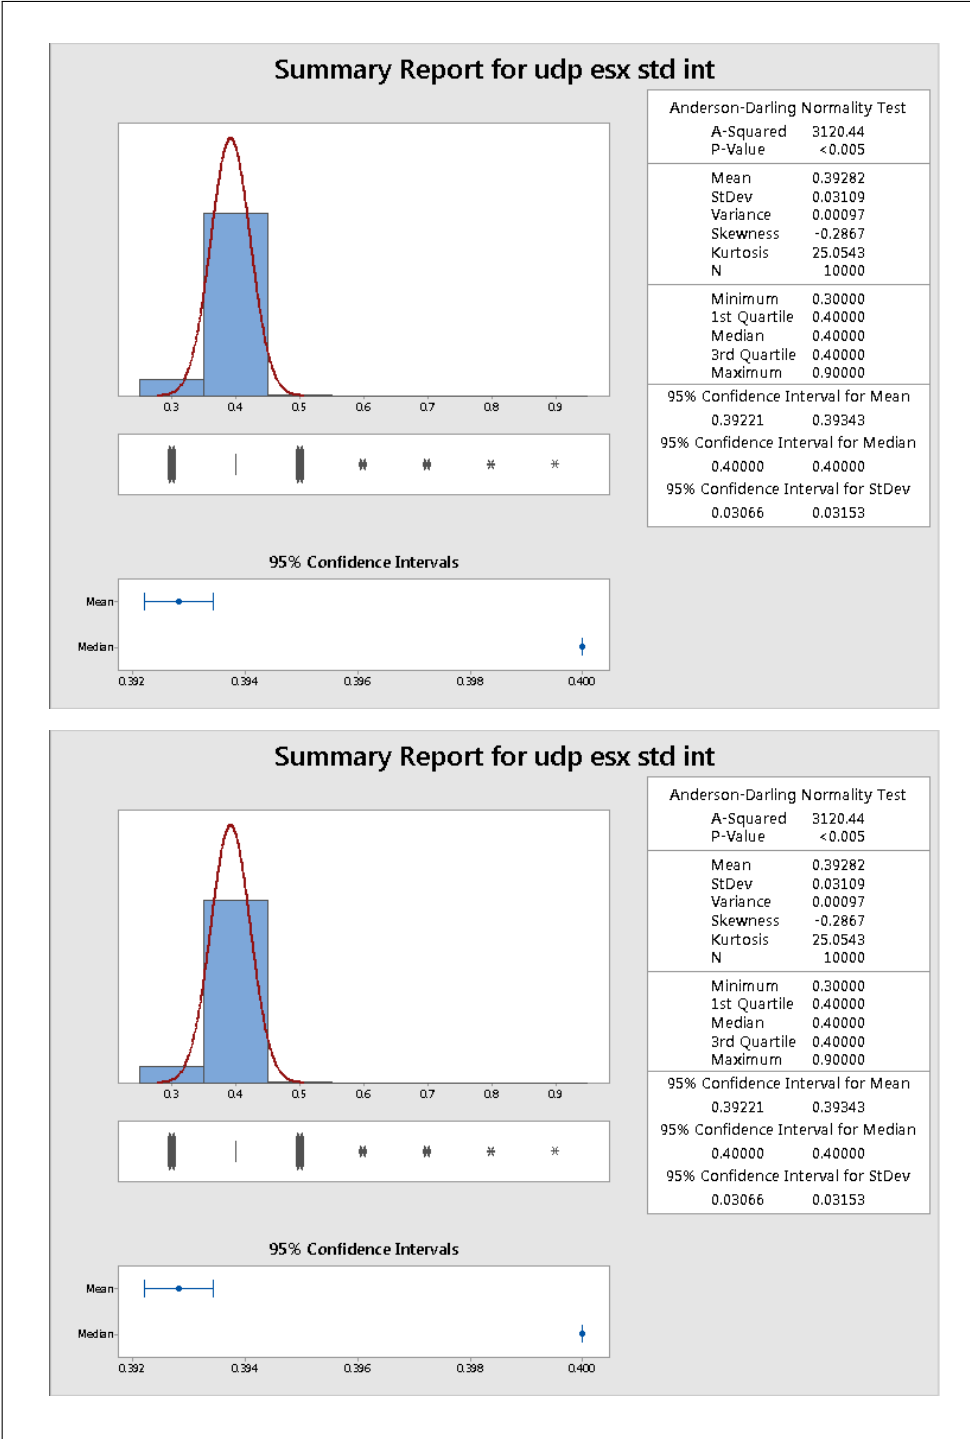 Summary Report for udp esx std int
Anderson-Darling Normality Test
A-Squared 3120.44
P-Value <0.005
Mean 0.39282
StDev 0.03109
Variance 0.00097
Skewness -0.2867
Kurtosis 25.0543
N 10000
Minimum 0.30000
1st Quartile 0.40000
Median 0.40000
3rd Quartile 0.40000
Maximum 0.90000
95% Confidence Interval for Mean
0.39221 0.39343
95% Confidence Interval for Median
0.40000 0.40000
95% Confidence Interval for StDev
0.03066 0.03153
0.3 0.4 0.5 0.6 0.7 0.8 0.9
95% Confidence Intervals
Mean
Median
0.392 0.394 0.396 0.398 0.400
Summary Report for udp esx std int
Anderson-Darling Normality Test
A-Squared 3120.44
P-Value <0.005
Mean 0.39282
StDev 0.03109
Variance 0.00097
Skewness -0.2867
Kurtosis 25.0543
N 10000
Minimum 0.30000
1st Quartile 0.40000
Median 0.40000
3rd Quartile 0.40000
Maximum 0.90000
95% Confidence Interval for Mean
0.39221 0.39343
95% Confidence Interval for Median
0.40000 0.40000
95% Confidence Interval for StDev
0.03066 0.03153
0.3 0.4 0.5 0.6 0.7 0.8 0.9
95% Confidence Intervals
Mean
Median
0.392 0.394 0.396 0.398 0.400